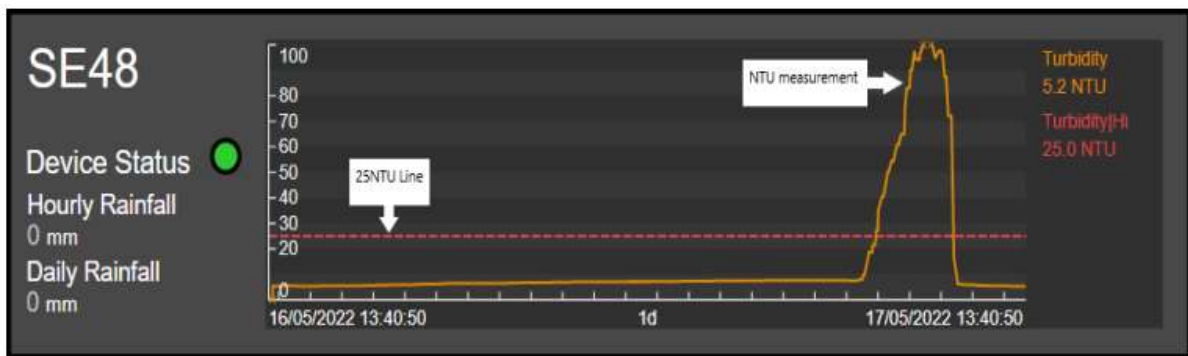 SE48
Device Status
Hourly Rainfall
0 mm
Daily Rainfall
0 mm
100
80
70
60
50
40
30
20
0
25NTU Line
NTU measurement
16/05/2022 13:40:50
1d
17/05/2022 13:40:50
Turbidity
5.2 NTU
Turbidity|Hi
25.0 NTU